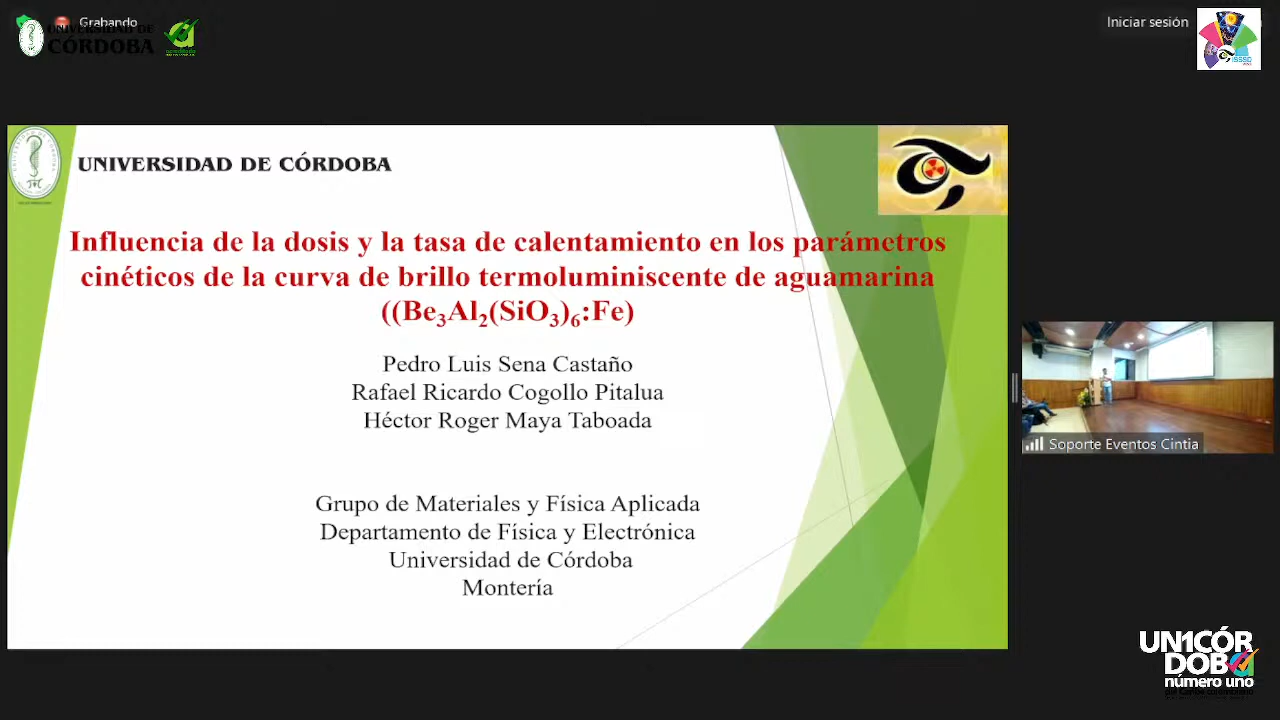 Grabando
UNIVERSIDAD DE
CÓRDOBA
Iniciar sesión
UNIVERSIDAD DE CÓRDOBA
Influencia de la dosis y la tasa de calentamiento en los parámetros
cinéticos de la curva de brillo termoluminiscente de aguamarina
((Be₃Al₂(SiO₃)₆:Fe)
Pedro Luis Sena Castaño
Rafael Ricardo Cogollo Pitalua
Héctor Roger Maya Taboada
Grupo de Materiales y Física Aplicada
Departamento de Física y Electrónica
Universidad de Córdoba
Montería
Soporte Eventos Cintia
UN1CÓR
DOBA
número uno